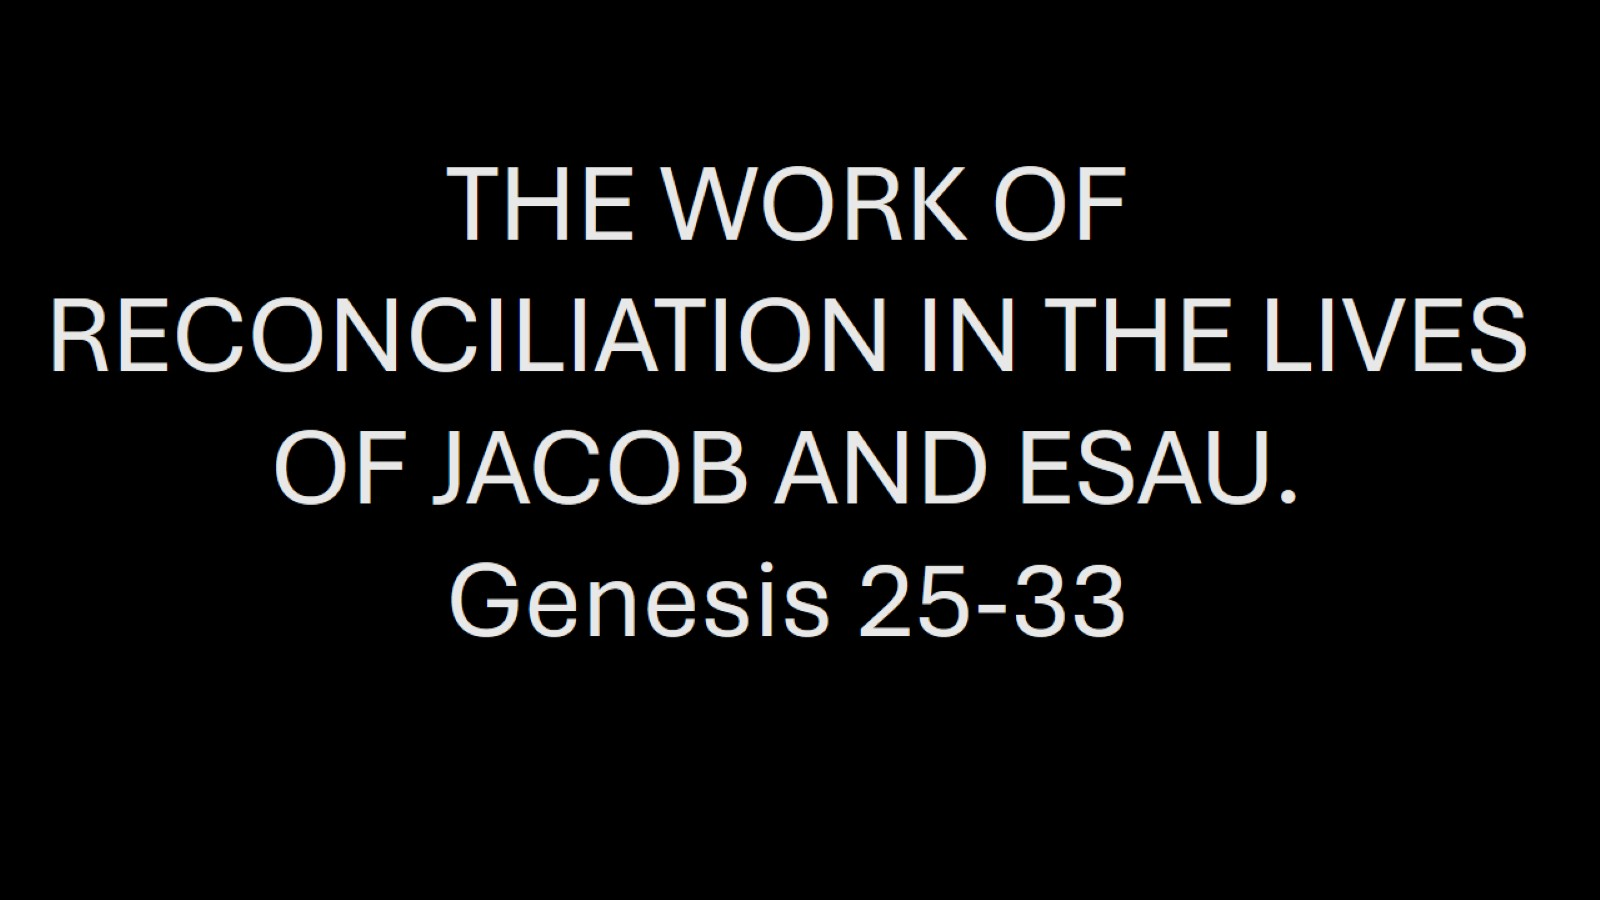 THE WORK OF
RECONCILIATION IN THE LIVES
OF JACOB AND ESAU.
Genesis 25-33